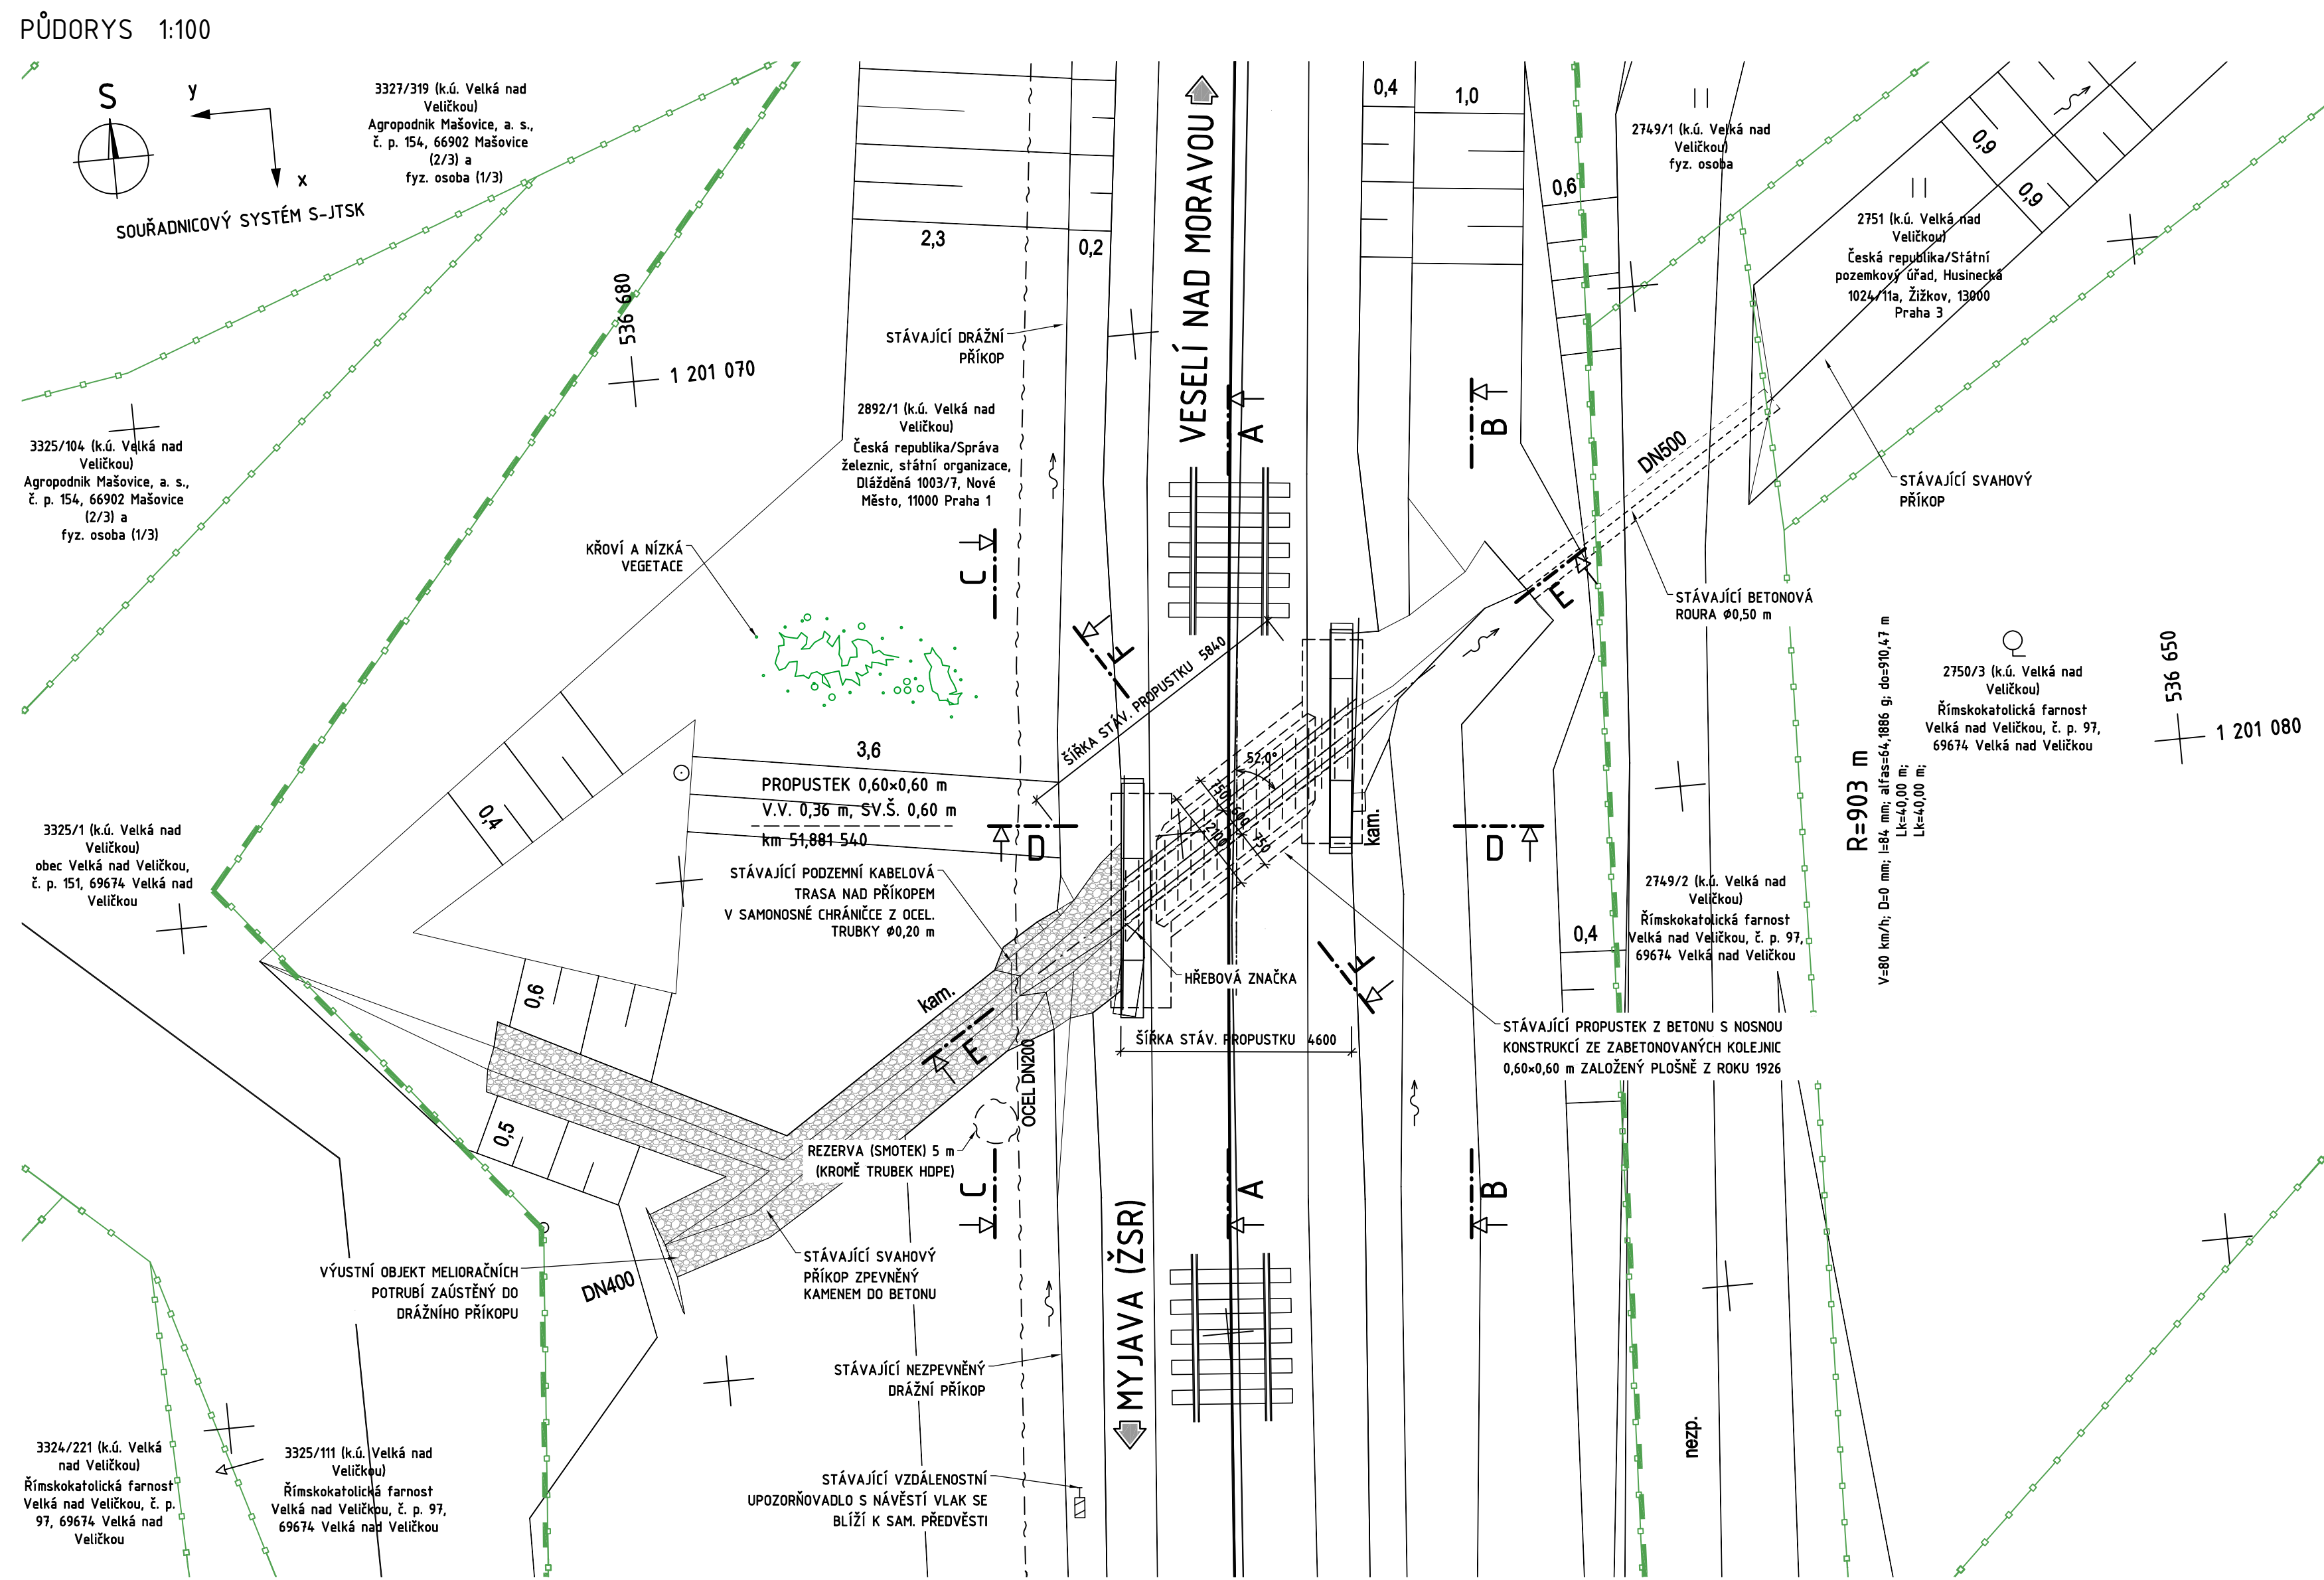 PŮDORYS 1:100
S
y
x
SOUŘADNICOVÝ SYSTÉM S-JTSK
3327/319 (k.ú. Velká nad
Veličkou)
Agropodnik Mašovice, a. s.,
č. p. 154, 66902 Mašovice
(2/3) a
fyz. osoba (1/3)
536 680
1 201 070
3325/104 (k.ú. Velká nad
Veličkou)
Agropodnik Mašovice, a. s.,
č. p. 154, 66902 Mašovice
(2/3) a
fyz. osoba (1/3)
2,3
0,2
0,4
1,0
0,6
0,9
0,9
STÁVAJÍCÍ DRÁŽNÍ
PŘÍKOP
VESELÍ NAD MORAVOU
2749/1 (k.ú. Velká nad
Veličkou)
fyz. osoba
2751 (k.ú. Velká nad
Veličkou)
Česká republika/Státní
pozemkový úřad, Husinecká
1024/11a, Žižkov, 13000
Praha 3
2892/1 (k.ú. Velká nad
Veličkou)
Česká republika/Správa
železnic, státní organizace,
Dlážděná 1003/7, Nové
Město, 11000 Praha 1
A
B
C
F
E
DN500
STÁVAJÍCÍ SVAHOVÝ
PŘÍKOP
KŘOVÍ A NÍZKÁ
VEGETACE
STÁVAJÍCÍ BETONOVÁ
ROURA Ø0,50 m
ŠÍŘKA STÁV. PROPUSTKU 5840
2750/3 (k.ú. Velká nad
Veličkou)
Římskokatolická farnost
Velká nad Veličkou, č. p. 97,
69674 Velká nad Veličkou
536 650
1 201 080
R=903 m
V=80 km/h; D=0 mm; I=84 mm; alfas=64,1886 g; do=910,47 m
Lk=40,00 m;
Lk=40,00 m;
3,6
PROPUSTEK 0,60×0,60 m
V.V. 0,36 m, SV.Š. 0,60 m
km 51,881 540
0,4
52,0°
750
600
750
2100
kam.
D
D
3325/1 (k.ú. Velká nad
Veličkou)
obec Velká nad Veličkou,
č. p. 151, 69674 Velká nad
Veličkou
STÁVAJÍCÍ PODZEMNÍ KABELOVÁ
TRASA NAD PŘÍKOPEM
V SAMONOSNÉ CHRÁNIČCE Z OCEL.
TRUBKY Ø0,20 m
2749/2 (k.ú. Velká nad
Veličkou)
Římskokatolická farnost
Velká nad Veličkou, č. p. 97,
69674 Velká nad Veličkou
0,4
HŘEBOVÁ ZNAČKA
F
kam.
0,6
E
ŠÍŘKA STÁV. PROPUSTKU 4600
STÁVAJÍCÍ PROPUSTEK Z BETONU S NOSNOU
KONSTRUKCÍ ZE ZABETONOVANÝCH KOLEJNIC
0,60×0,60 m ZALOŽENÝ PLOŠNĚ Z ROKU 1926
OCEL DN200
0,5
REZERVA (SMOTEK) 5 m
(KROMĚ TRUBEK HDPE)
C
A
B
STÁVAJÍCÍ SVAHOVÝ
PŘÍKOP ZPEVNĚNÝ
KAMENEM DO BETONU
VÝUSTNÍ OBJEKT MELIORAČNÍCH
POTRUBÍ ZAÚSTĚNÝ DO
DRÁŽNÍHO PŘÍKOPU
DN400
MYJAVA (ŽSR)
STÁVAJÍCÍ NEZPEVNĚNÝ
DRÁŽNÍ PŘÍKOP
nezp.
3324/221 (k.ú. Velká
nad Veličkou)
Římskokatolická farnost
Velká nad Veličkou, č. p.
97, 69674 Velká nad
Veličkou
3325/111 (k.ú. Velká nad
Veličkou)
Římskokatolická farnost
Velká nad Veličkou, č. p. 97,
69674 Velká nad Veličkou
STÁVAJÍCÍ VZDÁLENOSTNÍ
UPOZORŇOVADLO S NÁVĚSTÍ VLAK SE
BLÍŽÍ K SAM. PŘEDVĚSTI